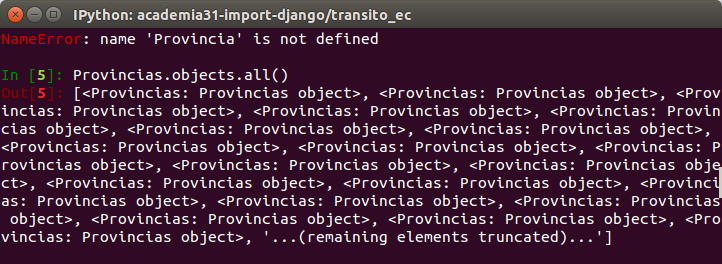 IPython: academia31-import-django/transito_ec
NameError: name 'Provincia' is not defined
In [5]: Provincias.objects.all()
Out[5]: [<Provincias: Provincias object>, <Provincias: Provincias object>, <Prov
incias: Provincias object>, <Provincias: Provincias object>, <Provincias: Provin
cias object>, <Provincias: Provincias object>, <Provincias: Provincias object>,
<Provincias: Provincias object>, <Provincias: Provincias object>, <Provincias: P
rovincias object>, <Provincias: Provincias object>, <Provincias: Provincias obje
ct>, <Provincias: Provincias object>, <Provincias: Provincias object>, <Provinci
as: Provincias object>, <Provincias: Provincias object>, <Provincias: Provincias
 object>, <Provincias: Provincias object>, <Provincias: Provincias object>, <Pro
vincias: Provincias object>, '...(remaining elements truncated)...']